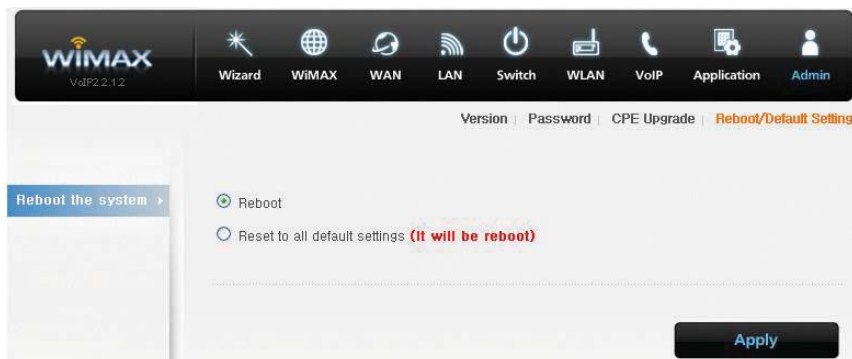 WiMAX
VoIP2 2.1.2
Wizard WiMAX WAN LAN Switch WLAN VoIP Application Admin
Version | Password | CPE Upgrade | Reboot/Default Setting
Reboot the system
Reboot
Reset to all default settings (It will be reboot)
Apply